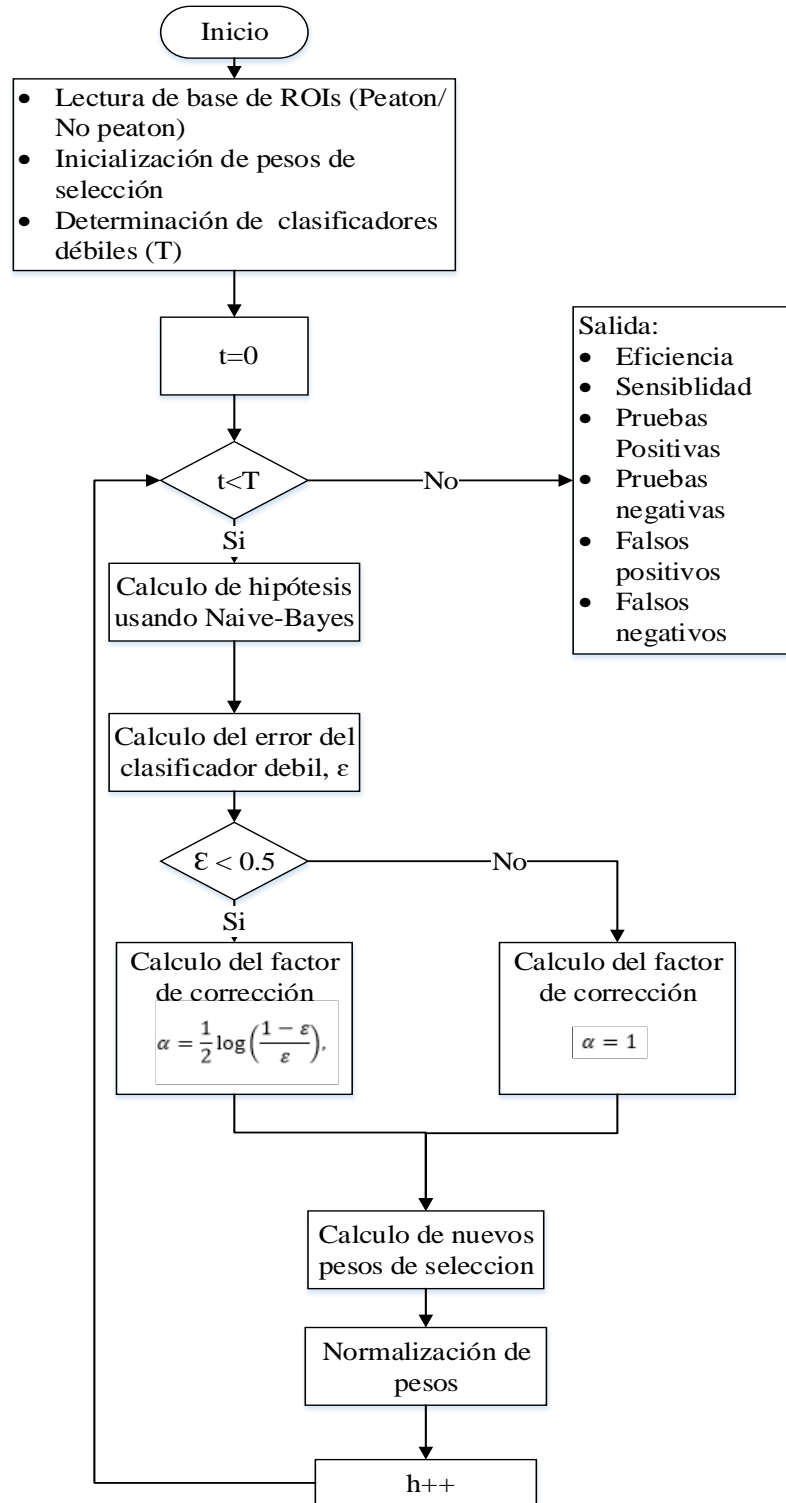 Inicio
• Lectura de base de ROIs (Peaton/
No peaton)
• Inicialización de pesos de
selección
• Determinación de clasificadores
débiles (T)
t=0
Salida:
• Eficiencia
• Sensiblidad
• Pruebas
Positivas
• Pruebas
negativas
• Falsos
positivos
• Falsos
negativos
t<T
No
Si
Calculo de hipótesis
usando Naive-Bayes
Calculo del error del
clasificador debil, ε
Ɛ < 0.5
No
Si
Calculo del factor
de corrección
α = 1/2 log((1 − ε)/ε),
Calculo del factor
de corrección
α = 1
Calculo de nuevos
pesos de seleccion
Normalización de
pesos
h++